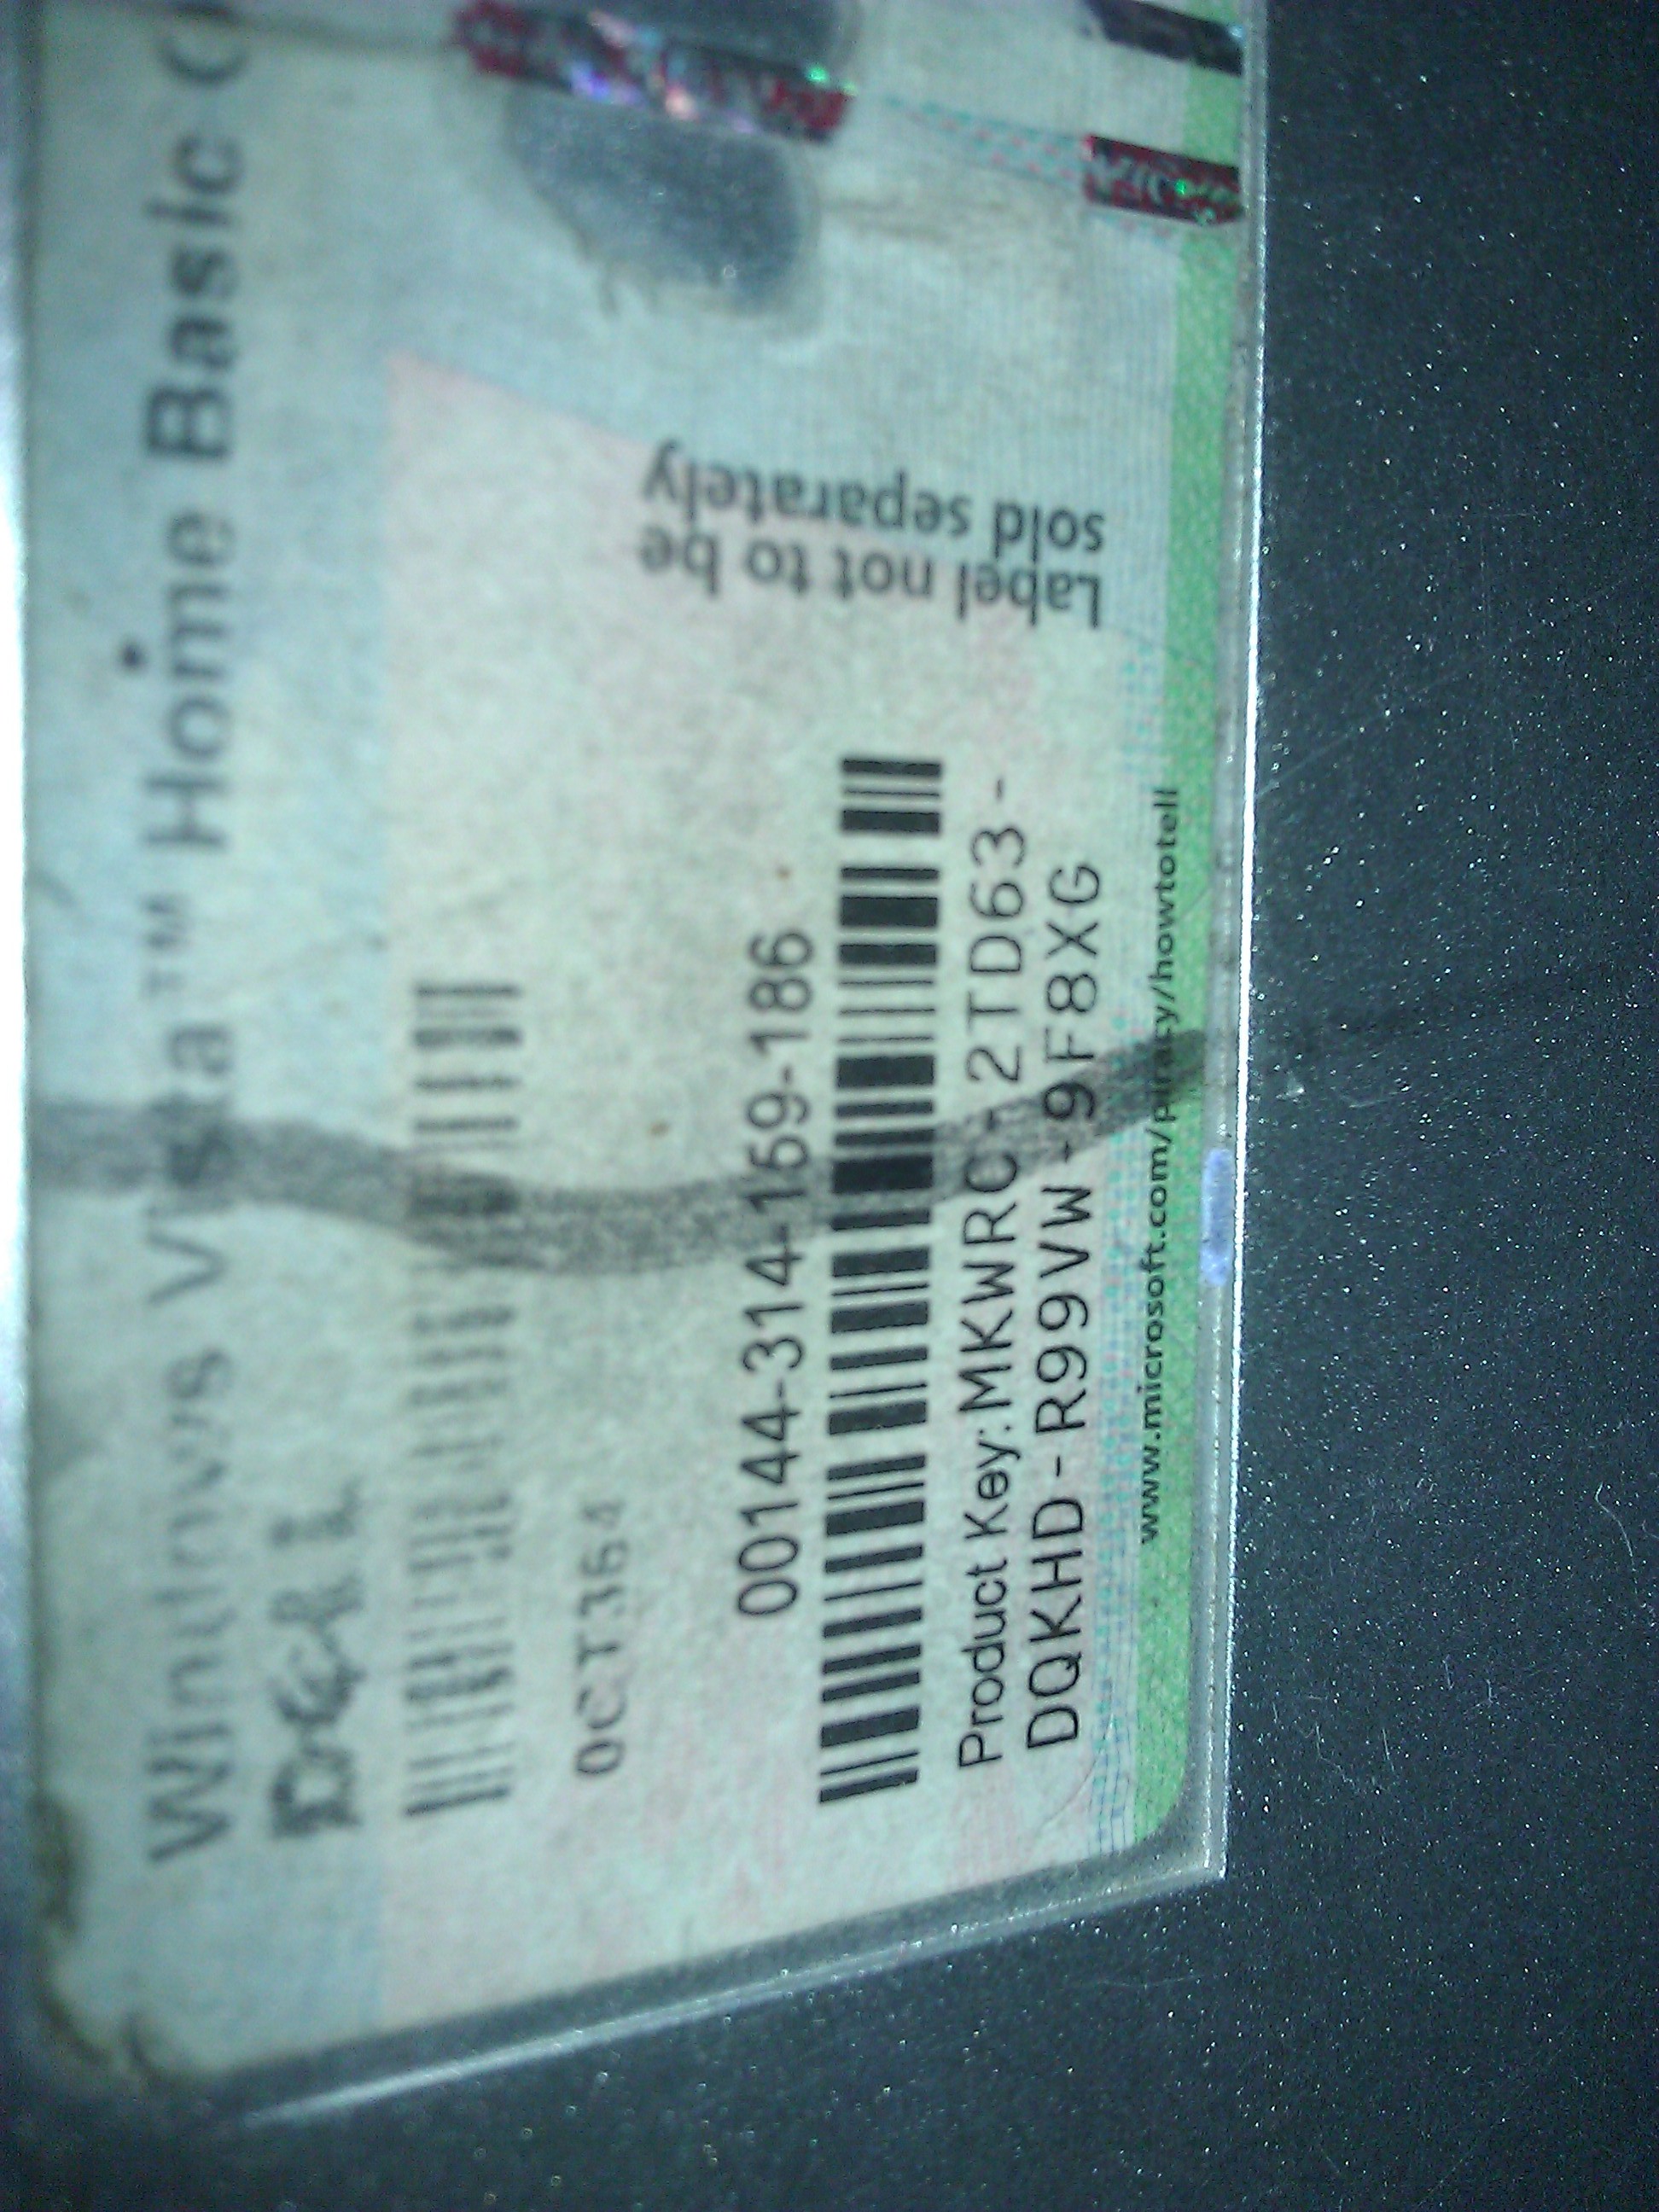 Windows Vista™ Home Basic
Dell
0CT364
00144-314-159-186
Product Key: MKWRC-2TD63-
DQKHD-R99VW-9F8XG
www.microsoft.com/piracy/howtotell
Label not to be
sold separately